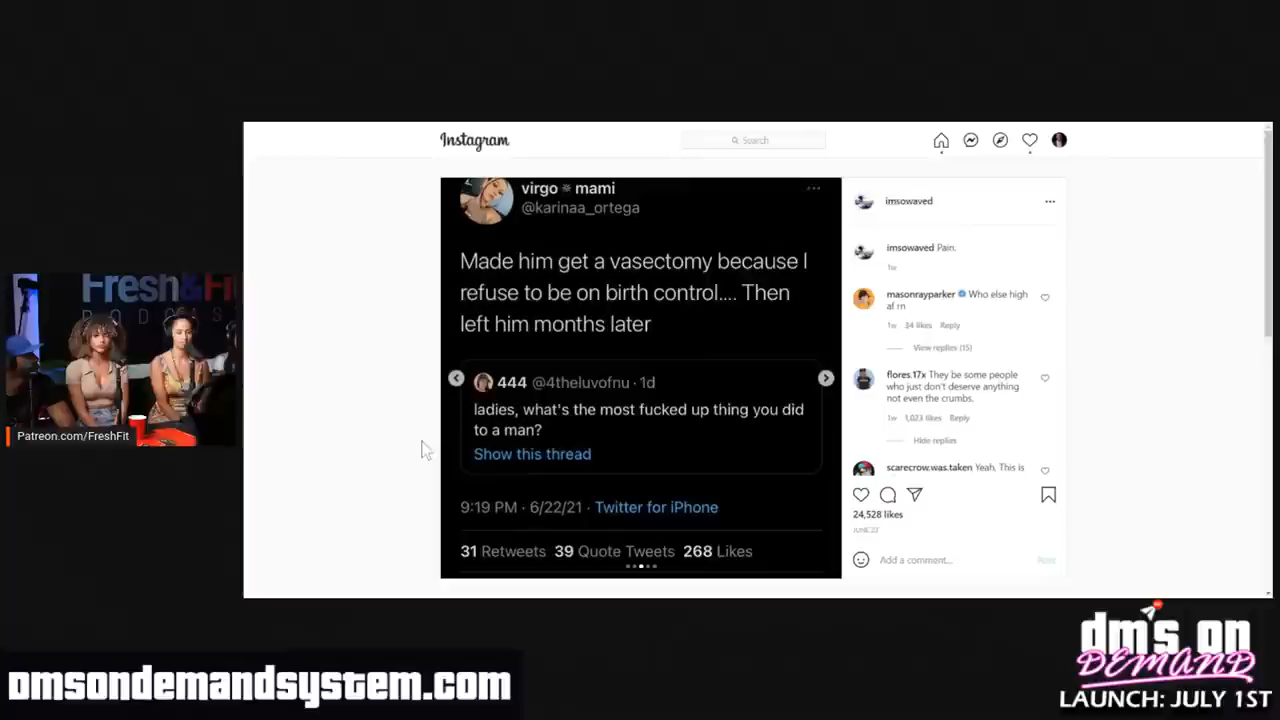 Instagram
Search
virgo mami
@karinaa_ortega
Made him get a vasectomy because I
refuse to be on birth control.... Then
left him months later
444 @4theluvofnu · 1d
ladies, what's the most fucked up thing you did
to a man?
Show this thread
9:19 PM · 6/22/21 · Twitter for iPhone
31 Retweets 39 Quote Tweets 268 Likes
imsowaved
imsowaved Pain.
1w
masonrayparker Who else high
af rn
1w 34 likes Reply
View replies (15)
flores.17x They be some people
who just don't deserve anything
not even the crumbs.
1w 1,023 likes Reply
Hide replies
scarecrow.was.taken Yeah, This is
24,528 likes
Add a comment...
Post
Fresh&Fi
Patreon.com/FreshFit
DMSONDEMANDSYSTEM.COM
dm's on
DEMAND
LAUNCH: JULY 1ST